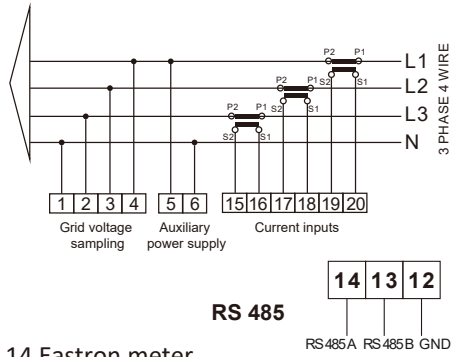 P2 P1 L1
S2 S1
P2 P1 L2
S2 S1
P2 P1 L3
S2 S1
N
3 PHASE 4 WIRE
1 2 3 4 5 6 15 16 17 18 19 20
Grid voltage sampling
Auxiliary power supply
Current inputs
14 13 12
RS 485
RS485A RS485B GND
14 Eastron meter